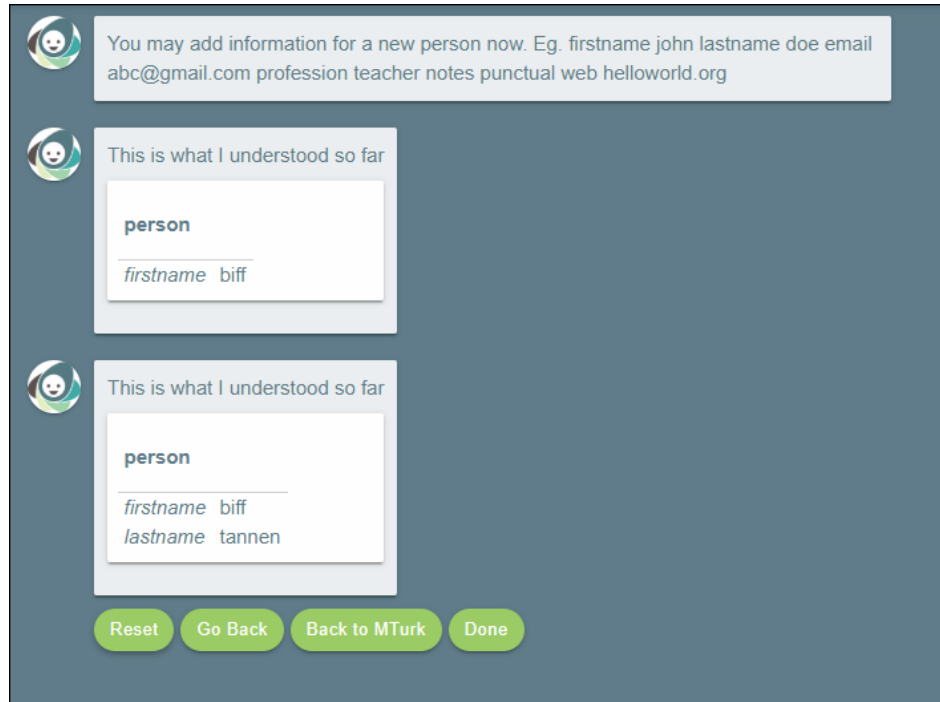 You may add information for a new person now. Eg. firstname john lastname doe email
abc@gmail.com profession teacher notes punctual web helloworld.org
This is what I understood so far
person
firstname biff
This is what I understood so far
person
firstname biff
lastname tannen
Reset Go Back Back to MTurk Done